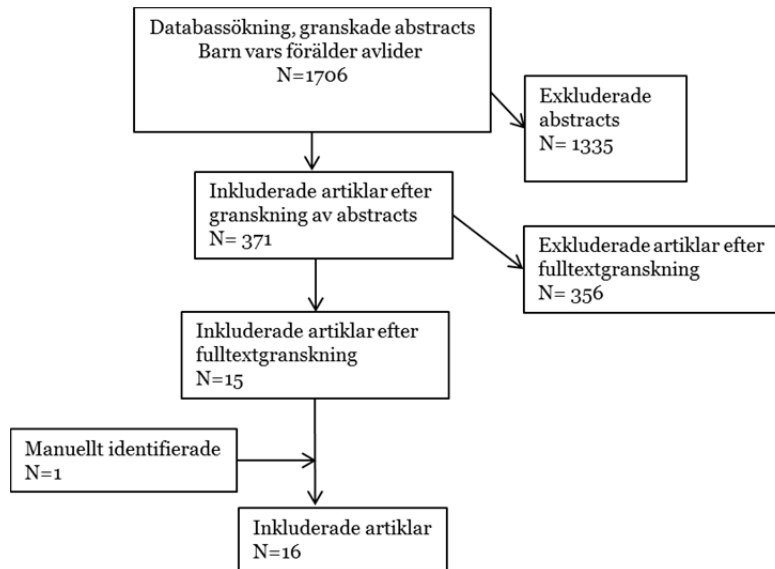 Databassökning, granskade abstracts
Barn vars förälder avlider
N=1706
Exkluderade
abstracts
N= 1335
Inkluderade artiklar efter
granskning av abstracts
N= 371
Exkluderade artiklar efter
fulltextgranskning
N= 356
Inkluderade artiklar efter
fulltextgranskning
N=15
Manuellt identifierade
N=1
Inkluderade artiklar
N=16